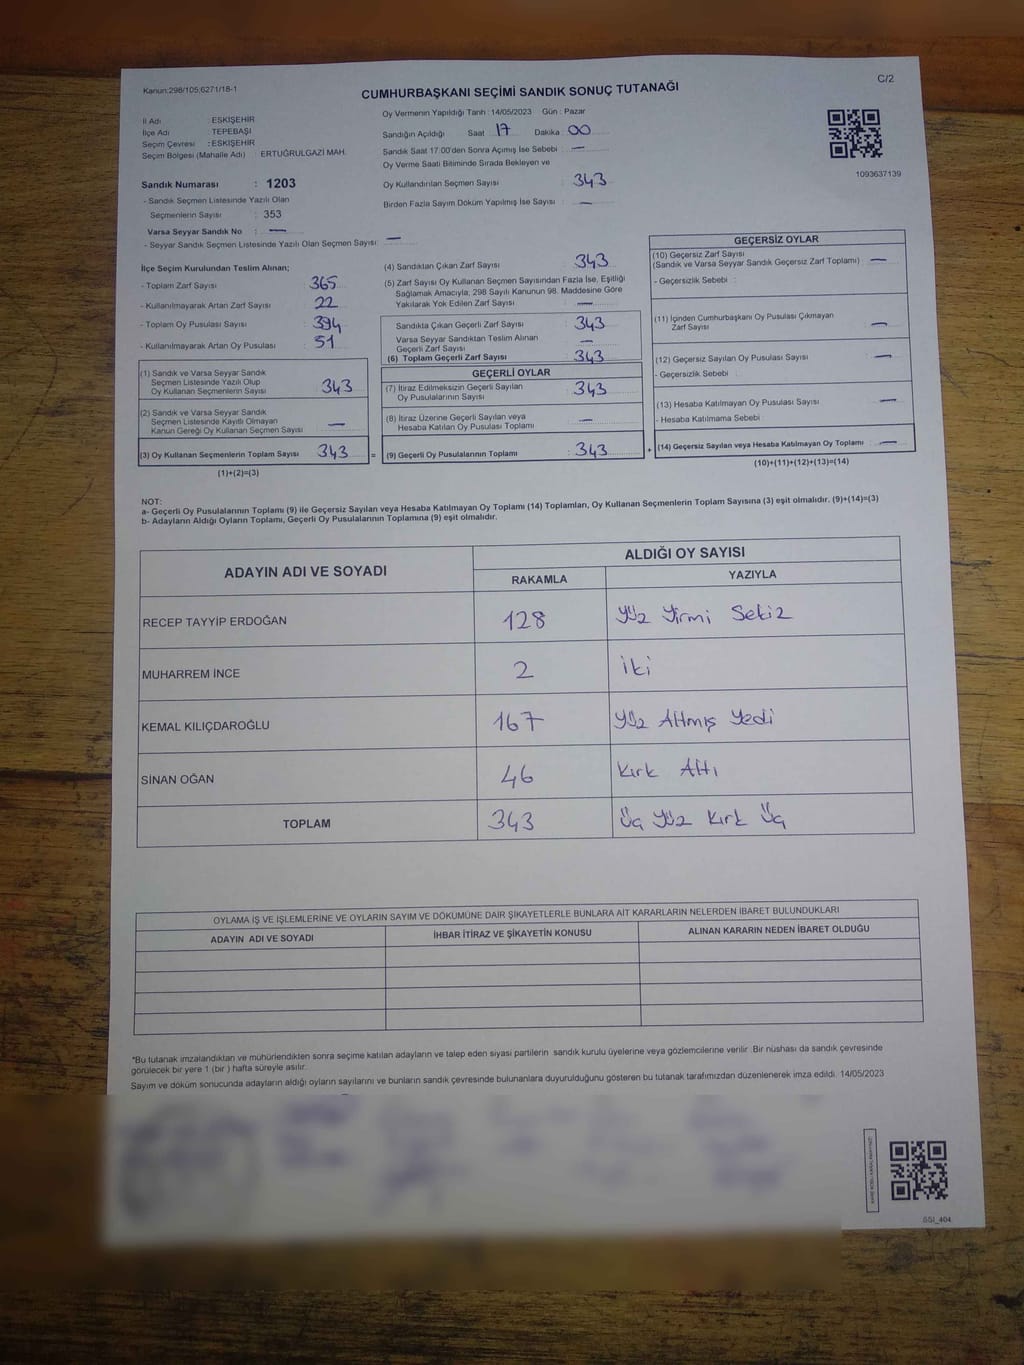 Kanun:298/105;6271/18-1
C/2
CUMHURBAŞKANI SEÇİMİ SANDIK SONUÇ TUTANAĞI
İl Adı ESKİŞEHİR
İlçe Adı : TEPEBAŞI
Seçim Çevresi : ESKİŞEHİR
Seçim Bölgesi (Mahalle Adı) ERTUĞRULGAZİ MAH.
Sandık Numarası : 1203
- Sandık Seçmen Listesinde Yazılı Olan
Seçmenlerin Sayısı : 353
Varsa Seyyar Sandık No : —
- Seyyar Sandık Seçmen Listesinde Yazılı Olan Seçmen Sayısı: —
Oy Vermenin Yapıldığı Tarih : 14/05/2023 Gün : Pazar
Sandığın Açıldığı Saat 17 Dakika : 00
Sandık Saat 17.00'den Sonra Açımış İse Sebebi : —
Oy Verme Saati Bitiminde Sırada Bekleyen ve
Oy Kullandırılan Seçmen Sayısı : 343
Birden Fazla Sayım Döküm Yapılmış İse Sayısı : —
1093637139
İlçe Seçim Kurulundan Teslim Alınan;
- Toplam Zarf Sayısı : 365
- Kullanılmayarak Artan Zarf Sayısı : 22
- Toplam Oy Pusulası Sayısı : 394
- Kullanılmayarak Artan Oy Pusulası : 51
(1) Sandık ve Varsa Seyyar Sandık
Seçmen Listesinde Yazılı Olup
Oy Kullanan Seçmenlerin Sayısı : 343
(2) Sandık ve Varsa Seyyar Sandık
Seçmen Listesinde Kayıtlı Olmayan
Kanun Gereği Oy Kullanan Seçmen Sayısı : —
(3) Oy Kullanan Seçmenlerin Toplam Sayısı : 343 =
(1)+(2)=(3)
(4) Sandıktan Çıkan Zarf Sayısı : 343
(5) Zarf Sayısı Oy Kullanan Seçmen Sayısından Fazla İse, Eşitliği
Sağlamak Amacıyla, 298 Sayılı Kanunun 98. Maddesine Göre
Yakılarak Yok Edilen Zarf Sayısı : —
Sandıkta Çıkan Geçerli Zarf Sayısı : 343
Varsa Seyyar Sandıktan Teslim Alınan
Geçerli Zarf Sayısı : —
(6) Toplam Geçerli Zarf Sayısı : 343
GEÇERLİ OYLAR
(7) İtiraz Edilmeksizin Geçerli Sayılan
Oy Pusulalarının Sayısı : 343
(8) İtiraz Üzerine Geçerli Sayılan veya
Hesaba Katılan Oy Pusulası Toplamı : —
(9) Geçerli Oy Pusulalarının Toplamı : 343 +
GEÇERSİZ OYLAR
(10) Geçersiz Zarf Sayısı
(Sandık ve Varsa Seyyar Sandık Geçersiz Zarf Toplamı) : —
- Geçersizlik Sebebi :
(11) İçinden Cumhurbaşkanı Oy Pusulası Çıkmayan
Zarf Sayısı : —
(12) Geçersiz Sayılan Oy Pusulası Sayısı : —
- Geçersizlik Sebebi :
(13) Hesaba Katılmayan Oy Pusulası Sayısı : —
- Hesaba Katılmama Sebebi :
(14) Geçersiz Sayılan veya Hesaba Katılmayan Oy Toplamı : —
(10)+(11)+(12)+(13)=(14)
NOT:
a- Geçerli Oy Pusulalarının Toplamı (9) ile Geçersiz Sayılan veya Hesaba Katılmayan Oy Toplamı (14) Toplamları, Oy Kullanan Seçmenlerin Toplam Sayısına (3) eşit olmalıdır. (9)+(14)=(3)
b- Adayların Aldığı Oyların Toplamı, Geçerli Oy Pusulalarının Toplamına (9) eşit olmalıdır.
ADAYIN ADI VE SOYADI ALDIĞI OY SAYISI
RAKAMLA YAZIYLA
RECEP TAYYİP ERDOĞAN 128 Yüz Yirmi Sekiz
MUHARREM İNCE 2 iki
KEMAL KILIÇDAROĞLU 167 Yüz Altmış Yedi
SİNAN OĞAN 46 Kırk Altı
TOPLAM 343 Üç Yüz Kırk Üç
OYLAMA İŞ VE İŞLEMLERİNE VE OYLARIN SAYIM VE DÖKÜMÜNE DAİR ŞİKAYETLERLE BUNLARA AİT KARARLARIN NELERDEN İBARET BULUNDUKLARI
ADAYIN ADI VE SOYADI İHBAR İTİRAZ VE ŞİKAYETİN KONUSU ALINAN KARARIN NEDEN İBARET OLDUĞU
*Bu tutanak imzalandıktan ve mühürlendikten sonra seçime katılan adayların ve talep eden siyasi partilerin sandık kurulu üyelerine veya gözlemcilerine verilir. Bir nüshası da sandık çevresinde
görülecek bir yere 1 (bir ) hafta süreyle asılır.
Sayım ve döküm sonucunda adayların aldığı oyların sayılarını ve bunların sandık çevresinde bulunanlara duyurulduğunu gösteren bu tutanak tarafımızdan düzenlenerek imza edildi. 14/05/2023
SSI_404